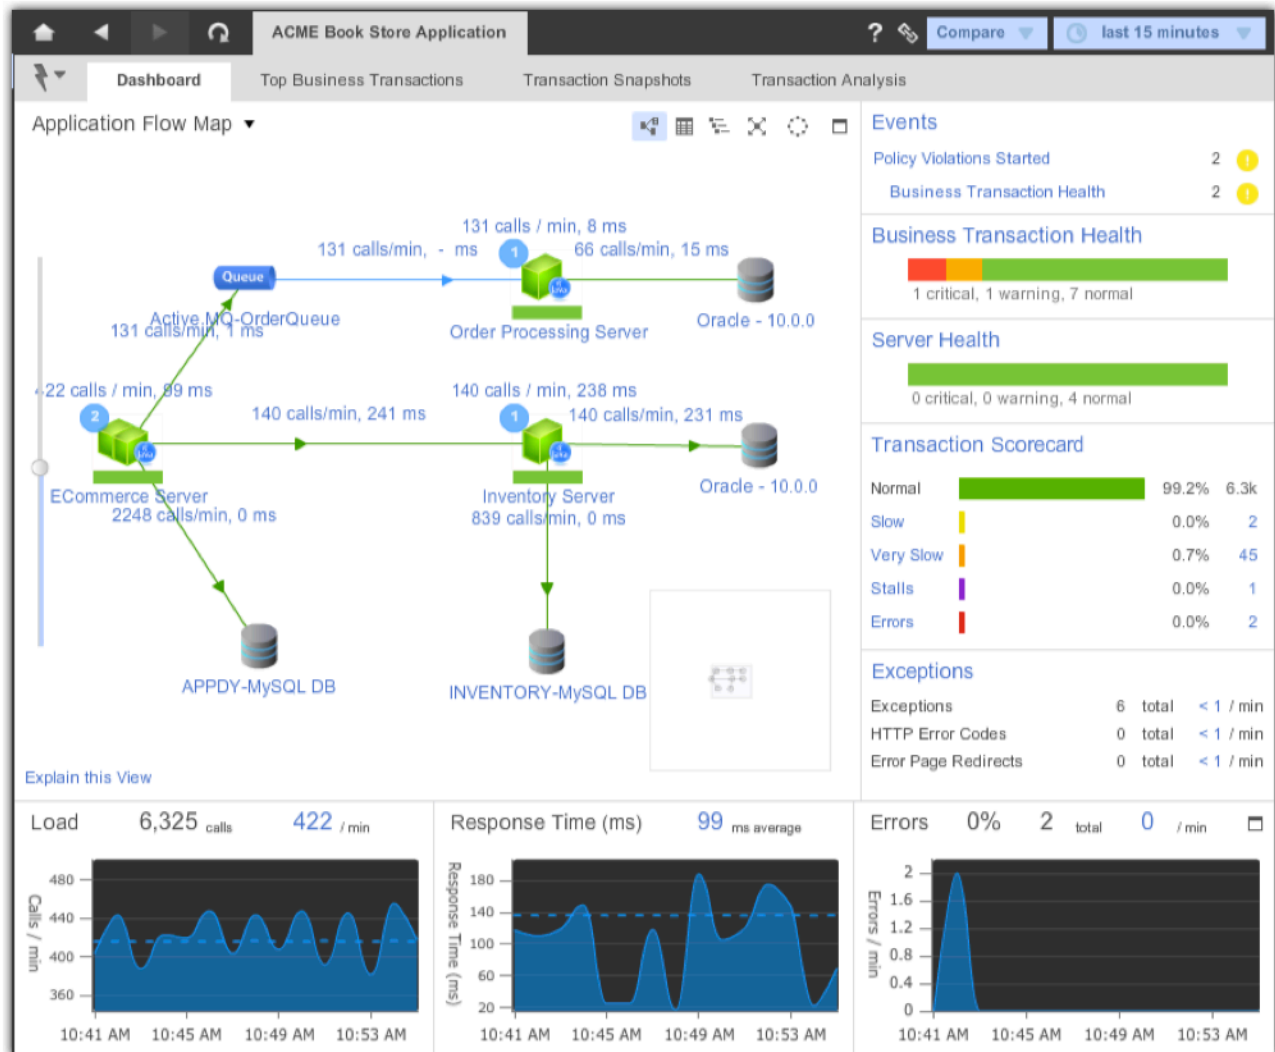 ACME Book Store Application
? Compare last 15 minutes
Dashboard Top Business Transactions Transaction Snapshots Transaction Analysis
Application Flow Map
131 calls / min, 8 ms
131 calls/min, - ms
1
66 calls/min, 15 ms
Queue
Active MQ-OrderQueue
131 calls/min, 1 ms
Order Processing Server
Oracle - 10.0.0
422 calls / min, 99 ms
140 calls / min, 238 ms
2
140 calls/min, 241 ms
1
140 calls/min, 231 ms
ECommerce Server
Inventory Server
Oracle - 10.0.0
2248 calls/min, 0 ms
839 calls/min, 0 ms
APPDY-MySQL DB
INVENTORY-MySQL DB
Explain this View
Events
Policy Violations Started 2 !
Business Transaction Health 2 !
Business Transaction Health
1 critical, 1 warning, 7 normal
Server Health
0 critical, 0 warning, 4 normal
Transaction Scorecard
Normal 99.2% 6.3k
Slow 0.0% 2
Very Slow 0.7% 45
Stalls 0.0% 1
Errors 0.0% 2
Exceptions
Exceptions 6 total < 1 / min
HTTP Error Codes 0 total < 1 / min
Error Page Redirects 0 total < 1 / min
Load 6,325 calls 422 / min
Calls / min
480
440
400
360
10:41 AM 10:45 AM 10:49 AM 10:53 AM
Response Time (ms) 99 ms average
Response Time (ms)
180
140
100
60
20
10:41 AM 10:45 AM 10:49 AM 10:53 AM
Errors 0% 2 total 0 / min
Errors / min
2
1.6
1.2
0.8
0.4
0
10:41 AM 10:45 AM 10:49 AM 10:53 AM